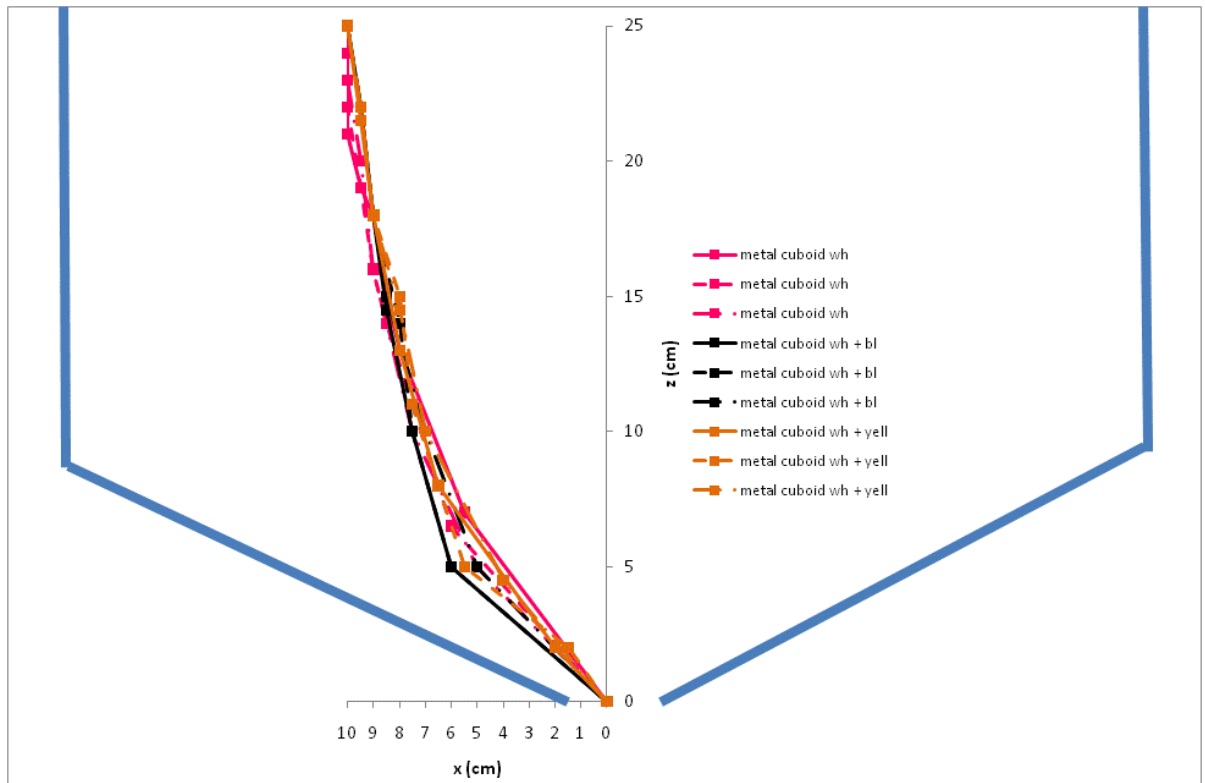 25
20
15
10
5
0
z (cm)
metal cuboid wh
metal cuboid wh
metal cuboid wh
metal cuboid wh + bl
metal cuboid wh + bl
metal cuboid wh + bl
metal cuboid wh + yell
metal cuboid wh + yell
metal cuboid wh + yell
10 9 8 7 6 5 4 3 2 1 0
x (cm)